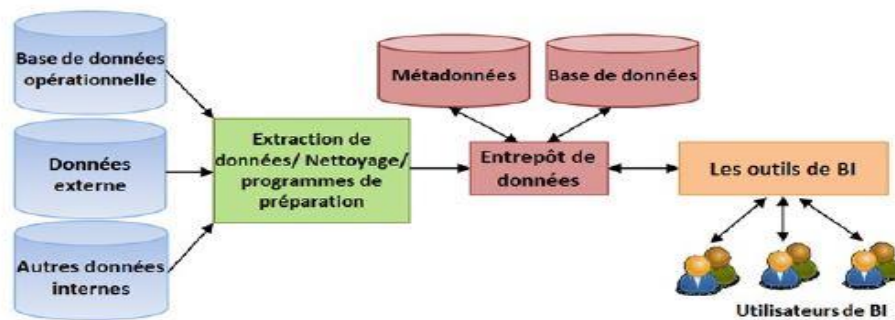 Base de données
opérationnelle
Données
externe
Autres données
internes
Extraction de
données/ Nettoyage/
programmes de
préparation
Métadonnées
Base de données
Entrepôt de
données
Les outils de BI
Utilisateurs de BI